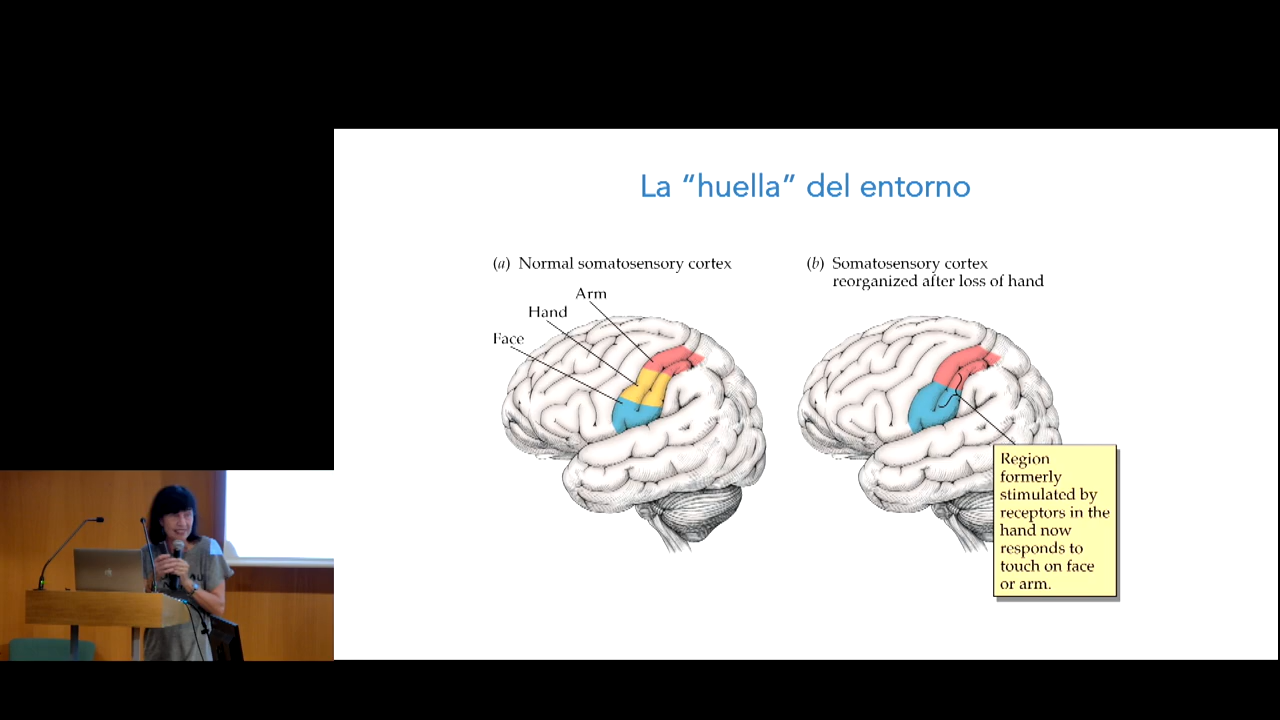 La “huella” del entorno
(a) Normal somatosensory cortex
Arm
Hand
Face
(b) Somatosensory cortex
reorganized after loss of hand
Region
formerly
stimulated by
receptors in the
hand now
responds to
touch on face
or arm.